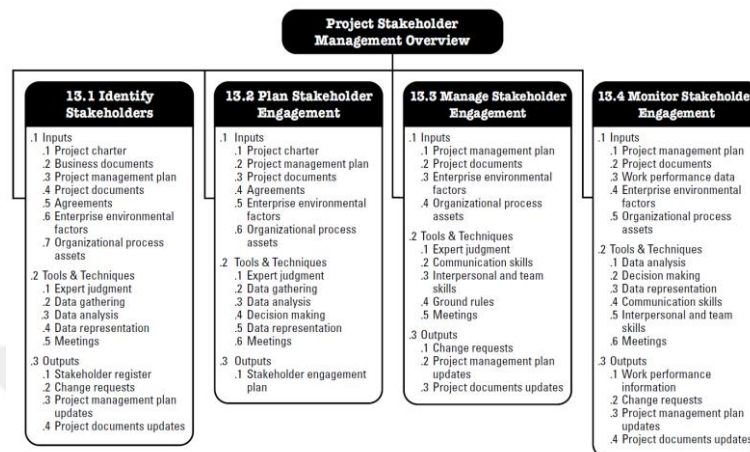 Project Stakeholder
Management Overview
13.1 Identify
Stakeholders
.1 Inputs
.1 Project charter
.2 Business documents
.3 Project management plan
.4 Project documents
.5 Agreements
.6 Enterprise environmental
factors
.7 Organizational process
assets
.2 Tools & Techniques
.1 Expert judgment
.2 Data gathering
.3 Data analysis
.4 Data representation
.5 Meetings
.3 Outputs
.1 Stakeholder register
.2 Change requests
.3 Project management plan
updates
.4 Project documents updates
13.2 Plan Stakeholder
Engagement
.1 Inputs
.1 Project charter
.2 Project management plan
.3 Project documents
.4 Agreements
.5 Enterprise environmental
factors
.6 Organizational process
assets
.2 Tools & Techniques
.1 Expert judgment
.2 Data gathering
.3 Data analysis
.4 Decision making
.5 Data representation
.6 Meetings
.3 Outputs
.1 Stakeholder engagement
plan
13.3 Manage Stakeholder
Engagement
.1 Inputs
.1 Project management plan
.2 Project documents
.3 Enterprise environmental
factors
.4 Organizational process
assets
.2 Tools & Techniques
.1 Expert judgment
.2 Communication skills
.3 Interpersonal and team
skills
.4 Ground rules
.5 Meetings
.3 Outputs
.1 Change requests
.2 Project management plan
updates
.3 Project documents updates
13.4 Monitor Stakeholder
Engagement
.1 Inputs
.1 Project management plan
.2 Project documents
.3 Work performance data
.4 Enterprise environmental
factors
.5 Organizational process
assets
.2 Tools & Techniques
.1 Data analysis
.2 Decision making
.3 Data representation
.4 Communication skills
.5 Interpersonal and team
skills
.6 Meetings
.3 Outputs
.1 Work performance
information
.2 Change requests
.3 Project management plan
updates
.4 Project documents updates